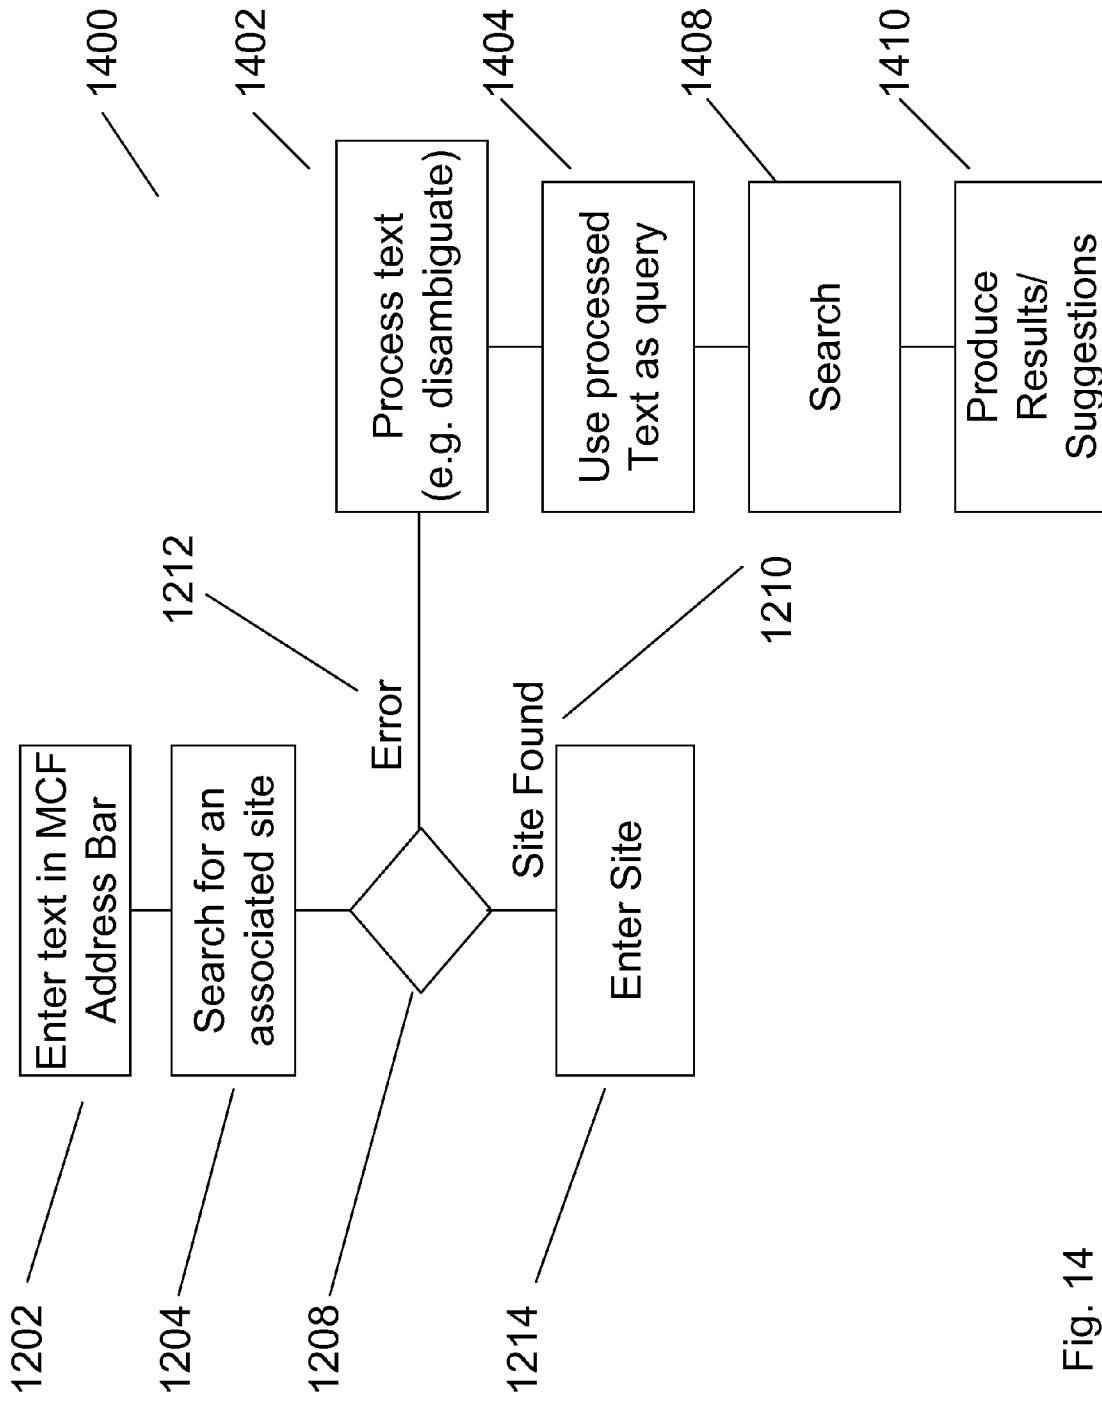 1400
1202
Enter text in MCF
Address Bar
1204
Search for an
associated site
1208
1212
Error
1402
Process text
(e.g. disambiguate)
1404
Use processed
Text as query
1408
Search
1410
Produce
Results/
Suggestions
Site Found
1210
1214
Enter Site
Fig. 14